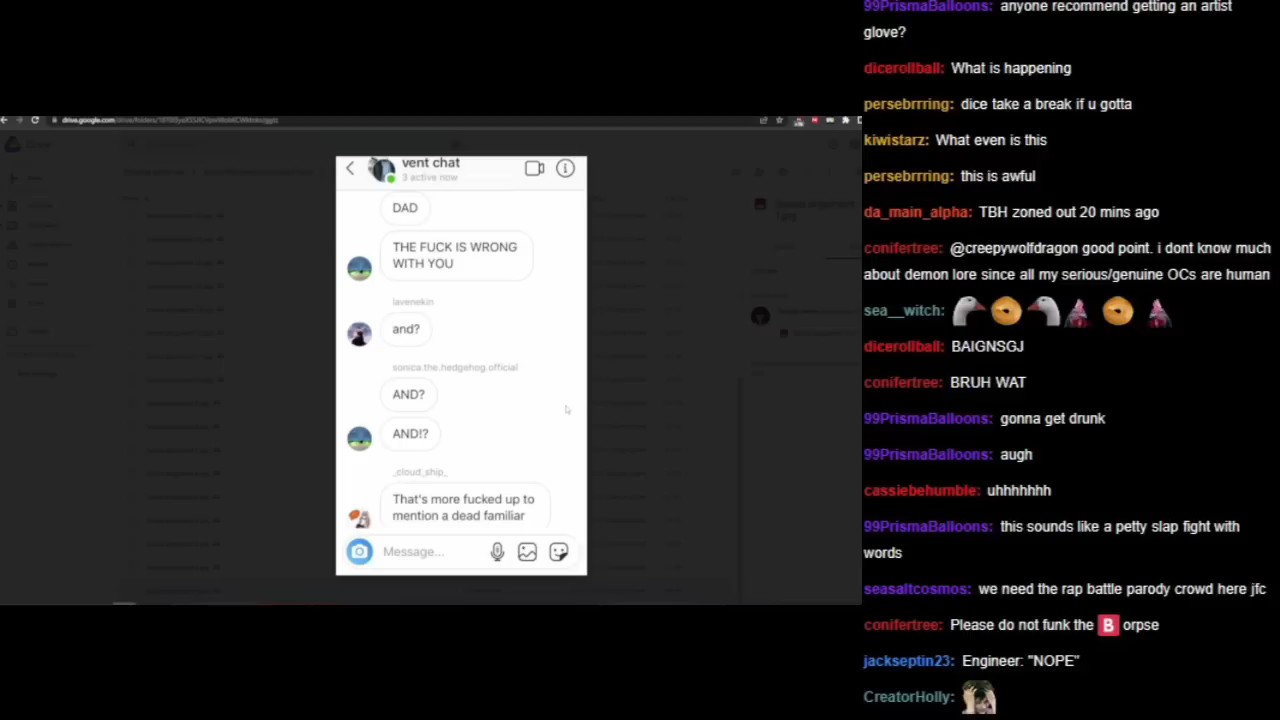 vent chat
3 active now
DAD
THE FUCK IS WRONG
WITH YOU
lavenekin
and?
sonica.the.hedgehog.official
AND?
AND!?
_cloud_ship_
That's more fucked up to
mention a dead familiar
Message...
99PrismaBalloons: anyone recommend getting an artist
glove?
dicerollball: What is happening
persebrrring: dice take a break if u gotta
kiwistarz: What even is this
persebrrring: this is awful
da_main_alpha: TBH zoned out 20 mins ago
conifertree: @creepywolfdragon good point. i dont know much
about demon lore since all my serious/genuine OCs are human
sea__witch:
dicerollball: BAIGNSGJ
conifertree: BRUH WAT
99PrismaBalloons: gonna get drunk
99PrismaBalloons: augh
cassiebehumble: uhhhhhhh
99PrismaBalloons: this sounds like a petty slap fight with
words
seasaltcosmos: we need the rap battle parody crowd here jfc
conifertree: Please do not funk the B orpse
jackseptin23: Engineer: "NOPE"
CreatorHolly: